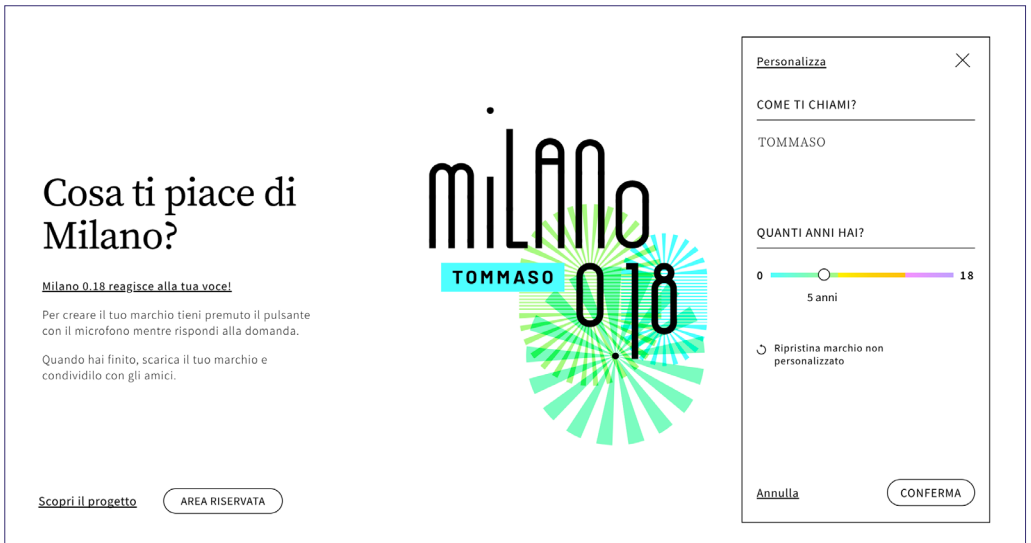 Cosa ti piace di
Milano?
Milano 0.18 reagisce alla tua voce!
Per creare il tuo marchio tieni premuto il pulsante
con il microfono mentre rispondi alla domanda.
Quando hai finito, scarica il tuo marchio e
condividilo con gli amici.
Scopri il progetto
AREA RISERVATA
miLANo
TOMMASO
0.18
Personalizza
COME TI CHIAMI?
TOMMASO
QUANTI ANNI HAI?
0
18
5 anni
Ripristina marchio non
personalizzato
Annulla
CONFERMA